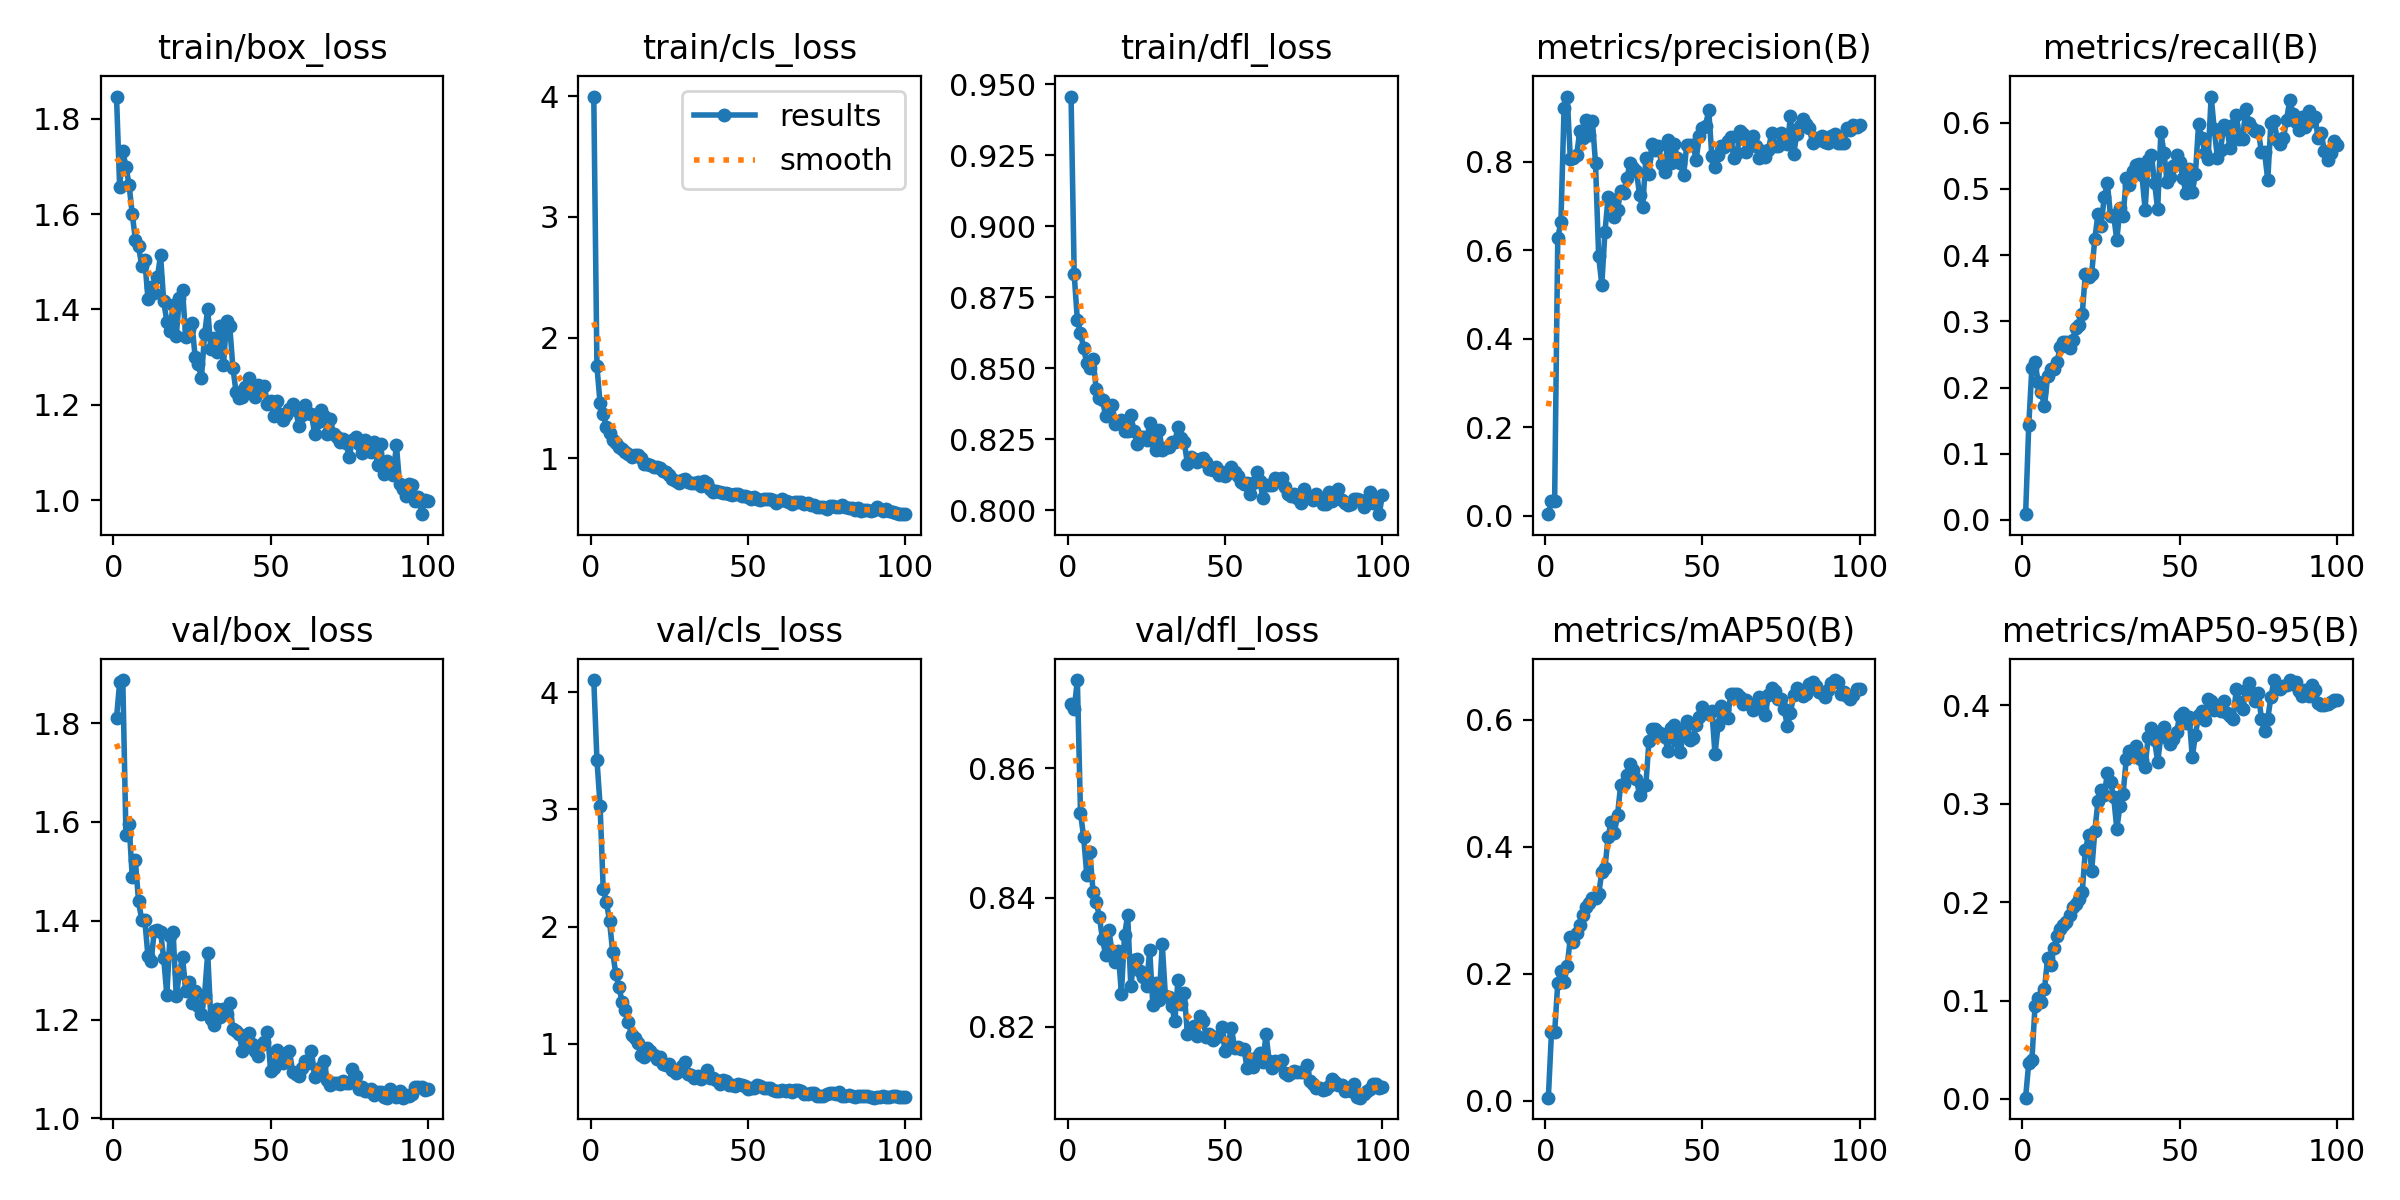 train/box_loss
1.8
1.6
1.4
1.2
1.0
0 50 100
train/cls_loss
results
smooth
4
3
2
1
0 50 100
train/dfl_loss
0.950
0.925
0.900
0.875
0.850
0.825
0.800
0 50 100
metrics/precision(B)
0.8
0.6
0.4
0.2
0.0
0 50 100
metrics/recall(B)
0.6
0.5
0.4
0.3
0.2
0.1
0.0
0 50 100
val/box_loss
1.8
1.6
1.4
1.2
1.0
0 50 100
val/cls_loss
4
3
2
1
0 50 100
val/dfl_loss
0.86
0.84
0.82
0 50 100
metrics/mAP50(B)
0.6
0.4
0.2
0.0
0 50 100
metrics/mAP50-95(B)
0.4
0.3
0.2
0.1
0.0
0 50 100